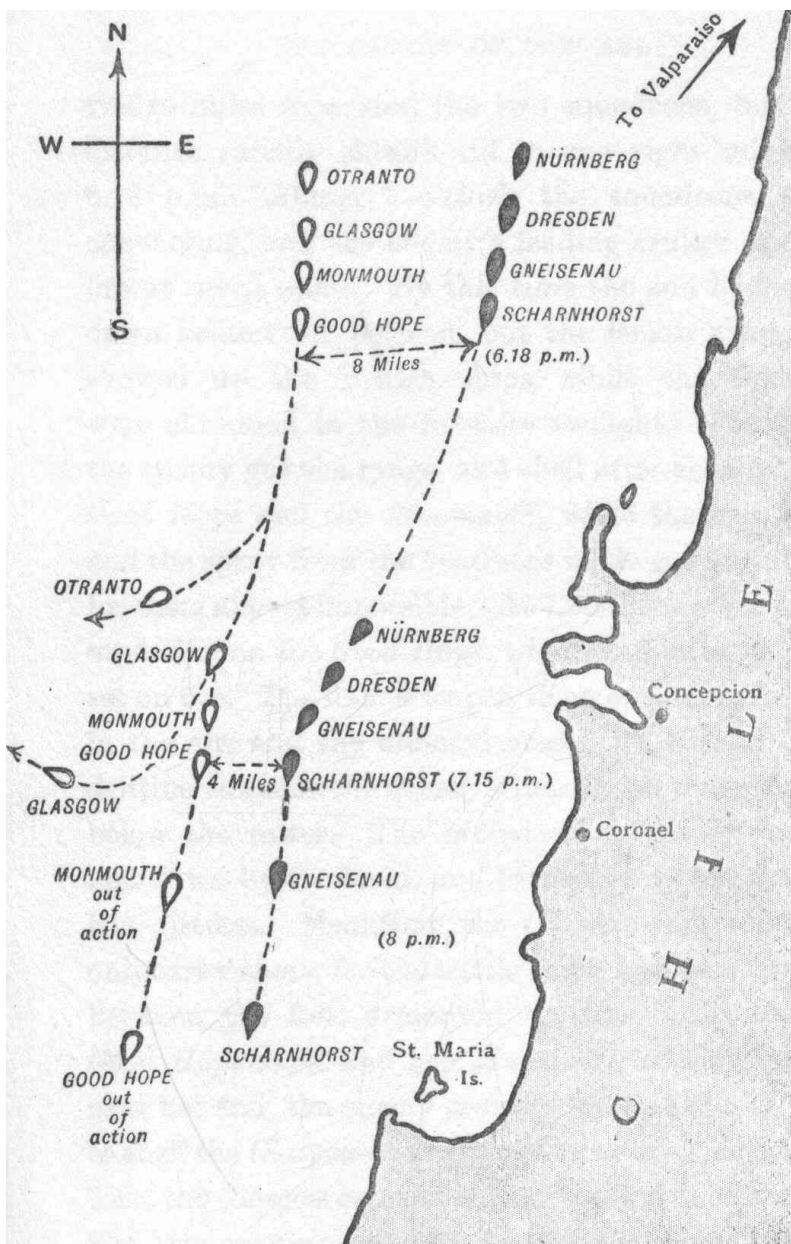 N
W E
S
To Valparaiso
OTRANTO
NÜRNBERG
GLASGOW
DRESDEN
MONMOUTH
GNEISENAU
GOOD HOPE
SCHARNHORST
8 Miles
(6.18 p.m.)
OTRANTO
GLASGOW
NÜRNBERG
DRESDEN
MONMOUTH
GNEISENAU
GOOD HOPE
4 Miles
SCHARNHORST (7.15 p.m.)
GLASGOW
Concepcion
Coronel
CHILE
MONMOUTH
out
of
action
GNEISENAU
(8 p.m.)
SCHARNHORST
St. Maria
Is.
GOOD HOPE
out
of
action